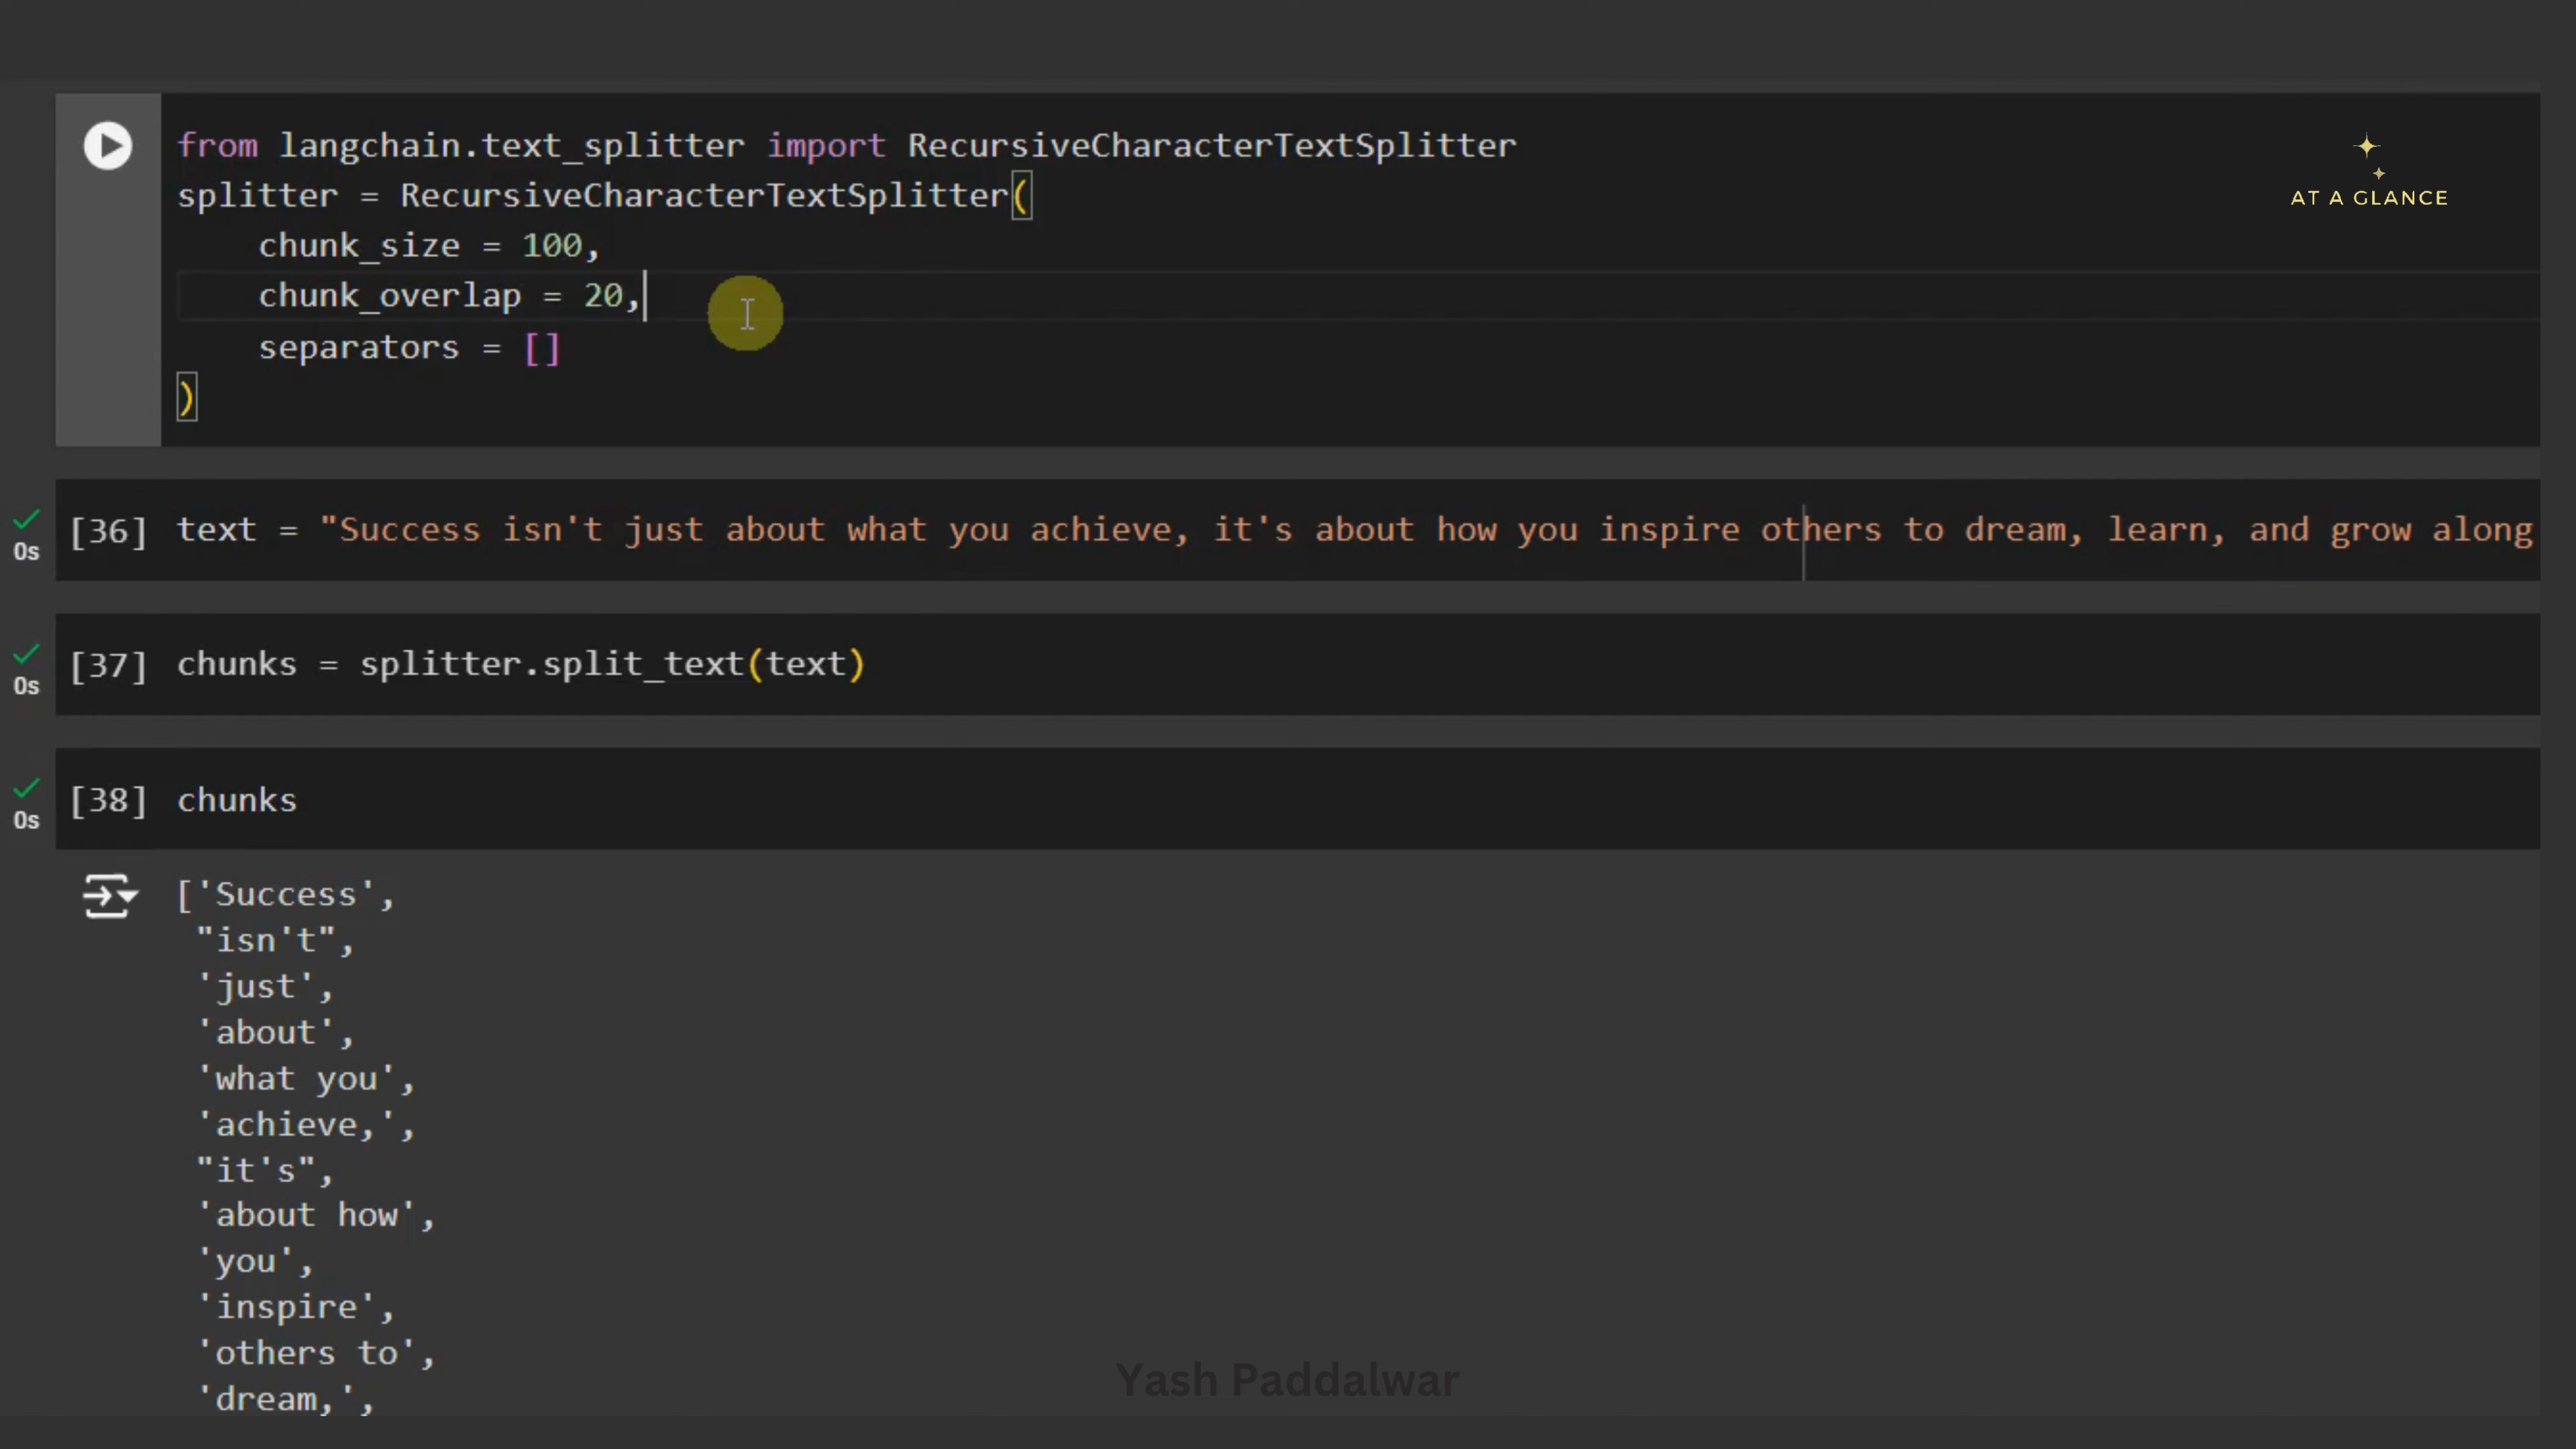 from langchain.text_splitter import RecursiveCharacterTextSplitter
splitter = RecursiveCharacterTextSplitter(
    chunk_size = 100,
    chunk_overlap = 20,
    separators = []
)
AT A GLANCE
[36] text = "Success isn't just about what you achieve, it's about how you inspire others to dream, learn, and grow along
0s
[37] chunks = splitter.split_text(text)
0s
[38] chunks
0s
['Success',
 "isn't",
 'just',
 'about',
 'what you',
 'achieve,',
 "it's",
 'about how',
 'you',
 'inspire',
 'others to',
 'dream,',
Yash Paddalwar